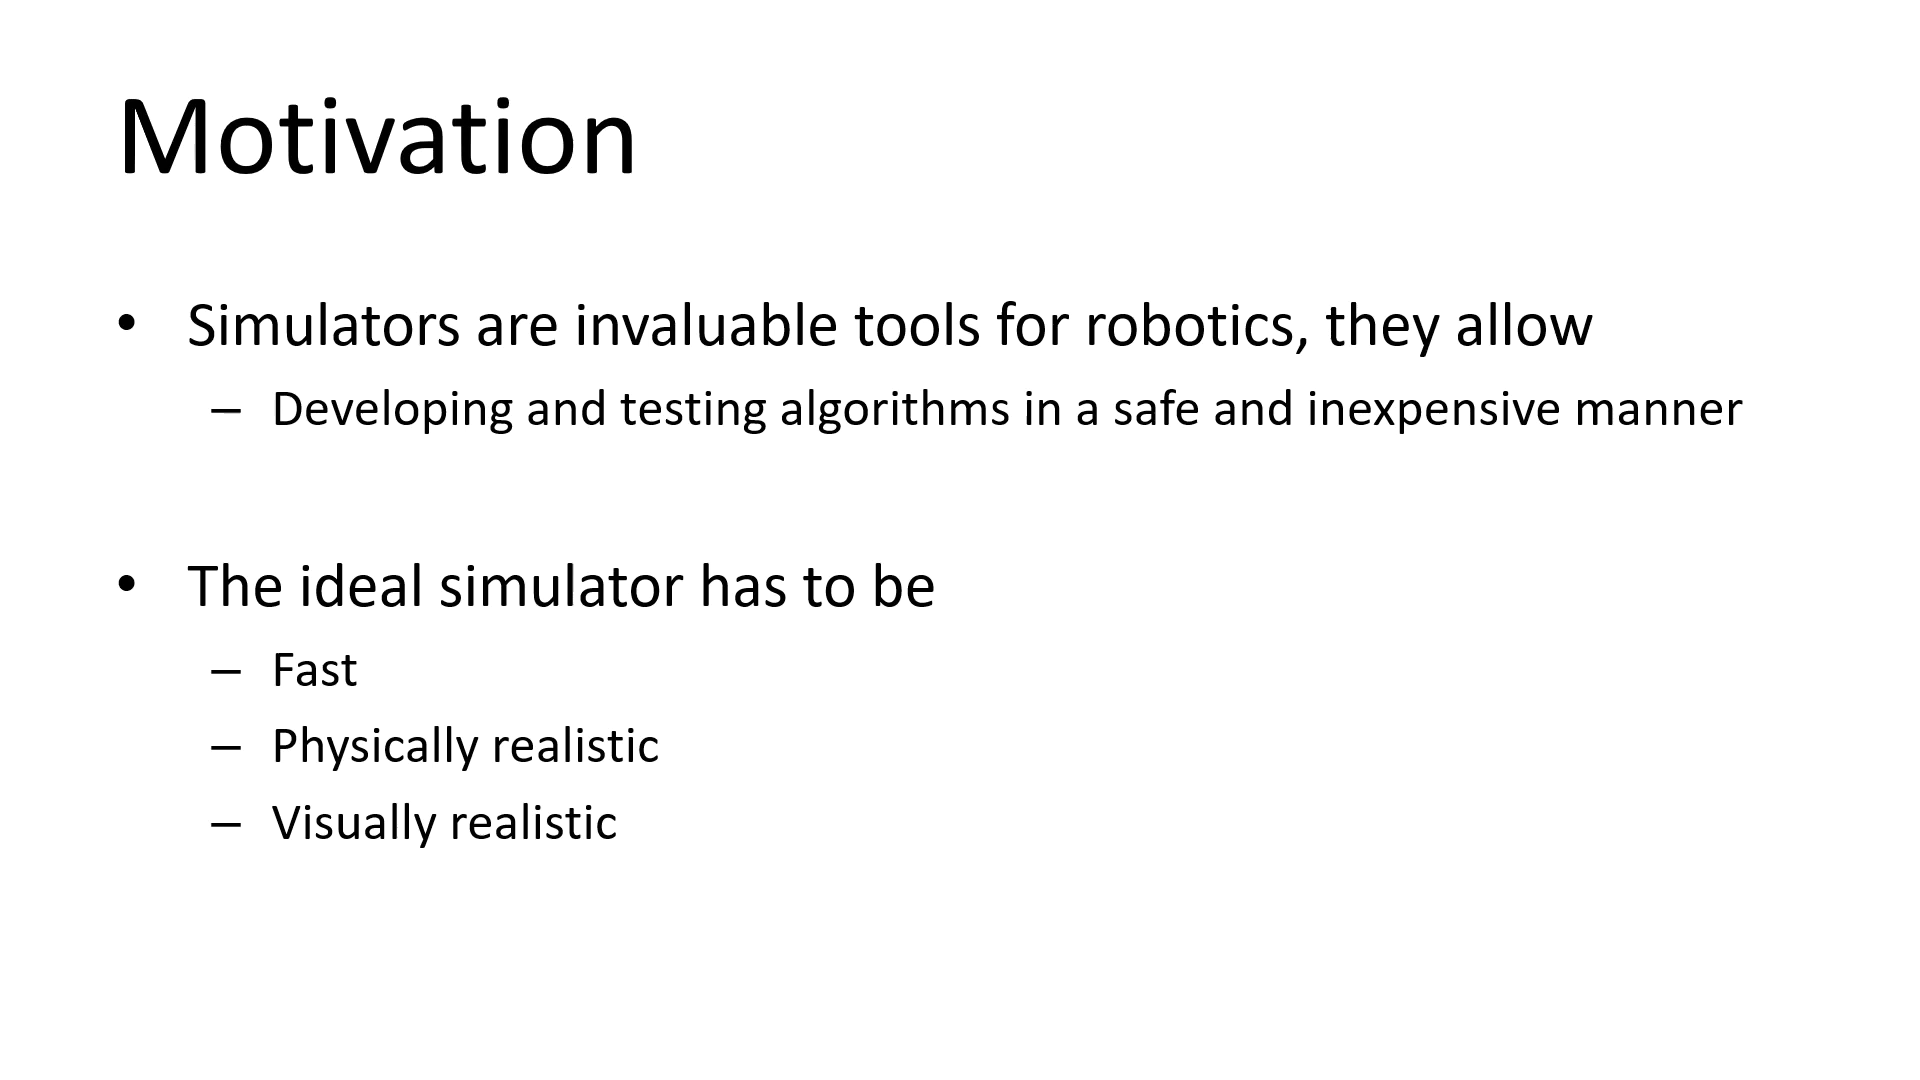 Motivation
• Simulators are invaluable tools for robotics, they allow
– Developing and testing algorithms in a safe and inexpensive manner
• The ideal simulator has to be
– Fast
– Physically realistic
– Visually realistic